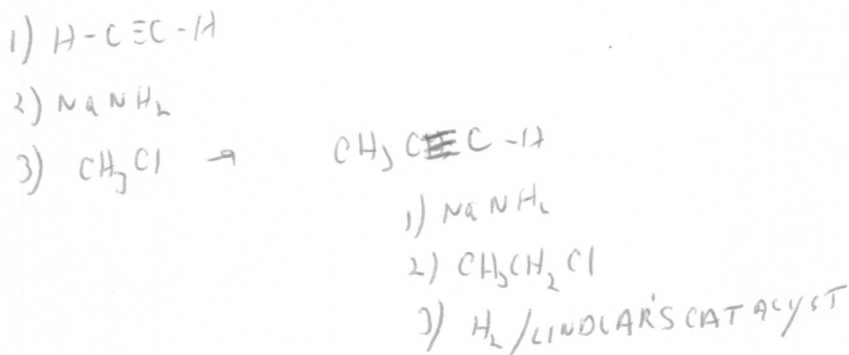 1) H-C≡C-H
2) NaNH₂
3) CH₃Cl → CH₃C≡C-H
1) NaNH₂
2) CH₃CH₂Cl
3) H₂/LINDLAR'S CATALYST